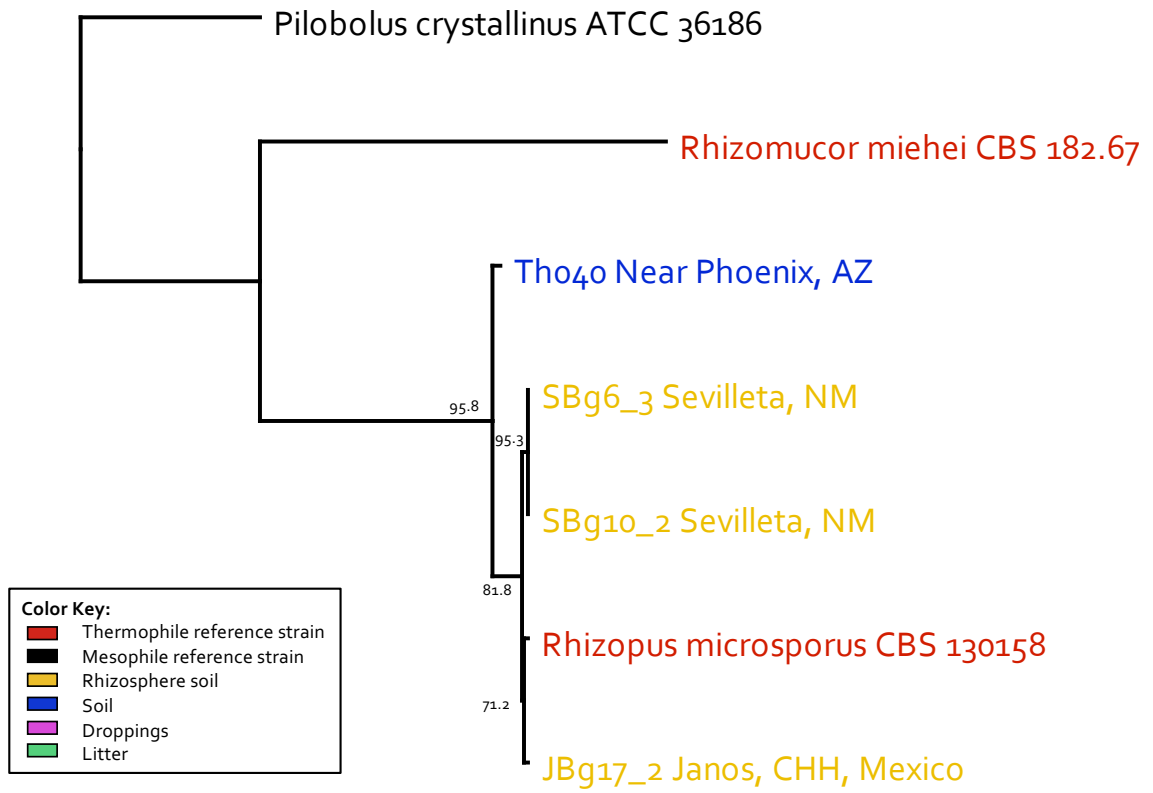 Pilobolus crystallinus ATCC 36186
Rhizomucor miehei CBS 182.67
Th040 Near Phoenix, AZ
95.8
SBg6_3 Sevilleta, NM
95.3
SBg10_2 Sevilleta, NM
81.8
Rhizopus microsporus CBS 130158
71.2
JBg17_2 Janos, CHH, Mexico
Color Key:
Thermophile reference strain
Mesophile reference strain
Rhizosphere soil
Soil
Droppings
Litter